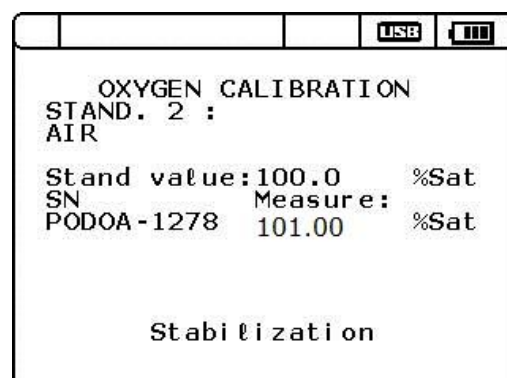 USB
OXYGEN CALIBRATION
STAND. 2 :
AIR
Stand value:100.0 %Sat
SN Measure:
PODOA-1278 101.00 %Sat
Stabilization